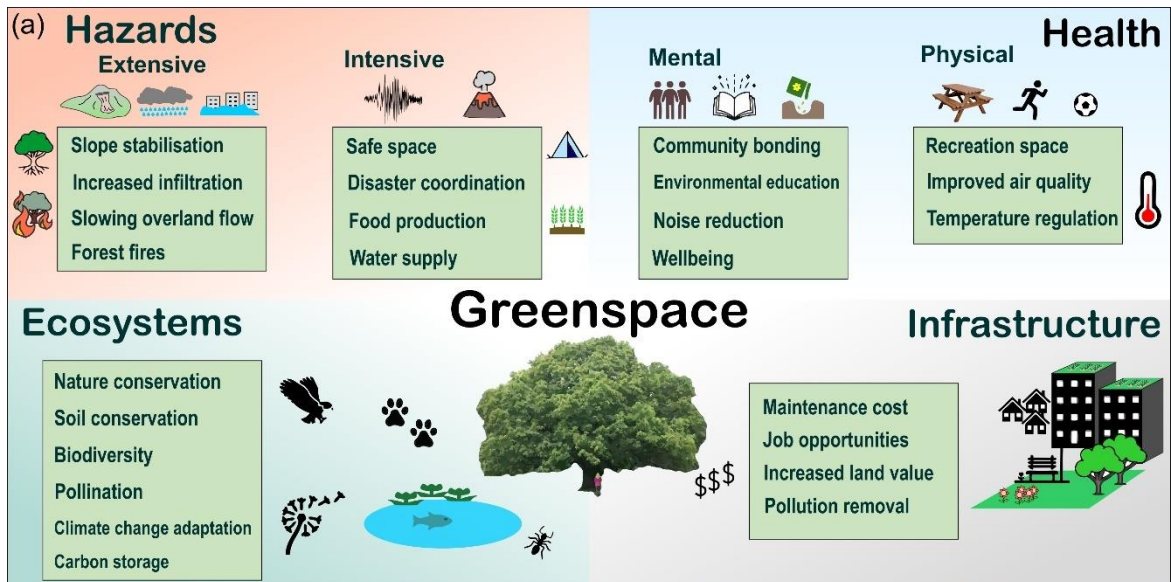 (a)
Hazards
Extensive
Slope stabilisation
Increased infiltration
Slowing overland flow
Forest fires
Intensive
Safe space
Disaster coordination
Food production
Water supply
Health
Mental
Community bonding
Environmental education
Noise reduction
Wellbeing
Physical
Recreation space
Improved air quality
Temperature regulation
Greenspace
Ecosystems
Nature conservation
Soil conservation
Biodiversity
Pollination
Climate change adaptation
Carbon storage
$$$
Infrastructure
Maintenance cost
Job opportunities
Increased land value
Pollution removal